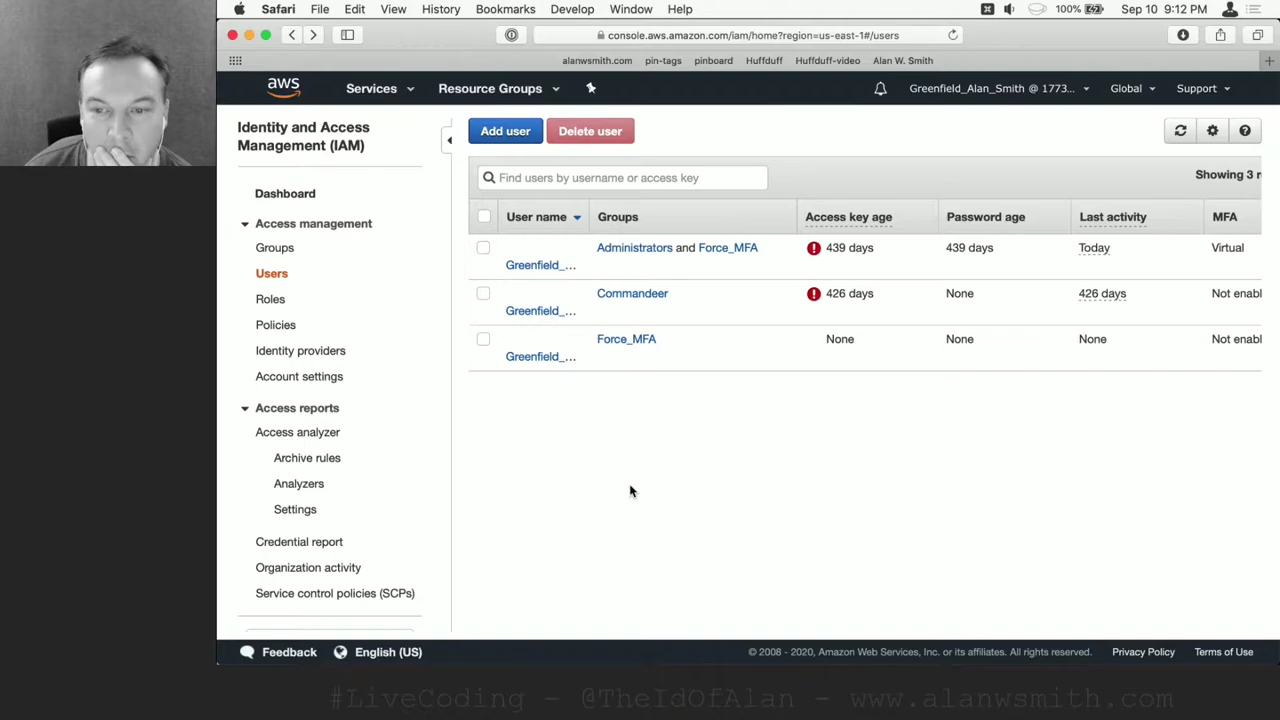 Safari File Edit View History Bookmarks Develop Window Help 100% Sep 10 9:12 PM
console.aws.amazon.com/iam/home?region=us-east-1#/users
alanwsmith.com pin-tags pinboard Huffduff Huffduff-video Alan W. Smith
aws Services Resource Groups Greenfield_Alan_Smith @ 1773... Global Support
Identity and Access
Management (IAM)
Dashboard
Access management
Groups
Users
Roles
Policies
Identity providers
Account settings
Access reports
Access analyzer
Archive rules
Analyzers
Settings
Credential report
Organization activity
Service control policies (SCPs)
Add user Delete user
Find users by username or access key
Showing 3 r
User name Groups Access key age Password age Last activity MFA
Administrators and Force_MFA 439 days 439 days Today Virtual
Greenfield_...
Commandeer 426 days None 426 days Not enabl
Greenfield_...
Force_MFA None None None Not enabl
Greenfield_...
Feedback English (US) © 2008 - 2020, Amazon Web Services, Inc. or its affiliates. All rights reserved. Privacy Policy Terms of Use
#LiveCoding - @TheIdOfAlan - www.alanwsmith.com